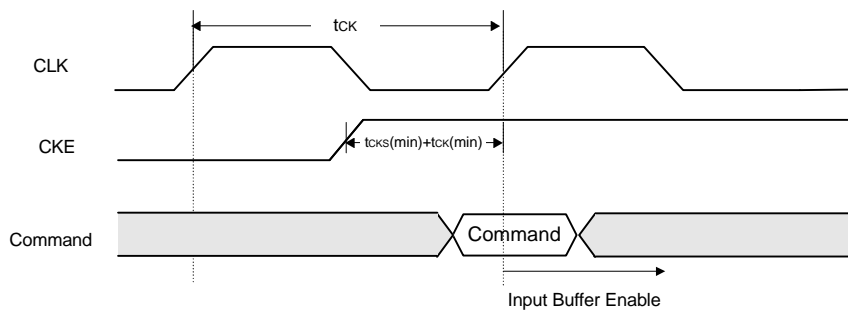 tCK
CLK
CKE
tCKS(min)+tCK(min)
Command
Command
Input Buffer Enable